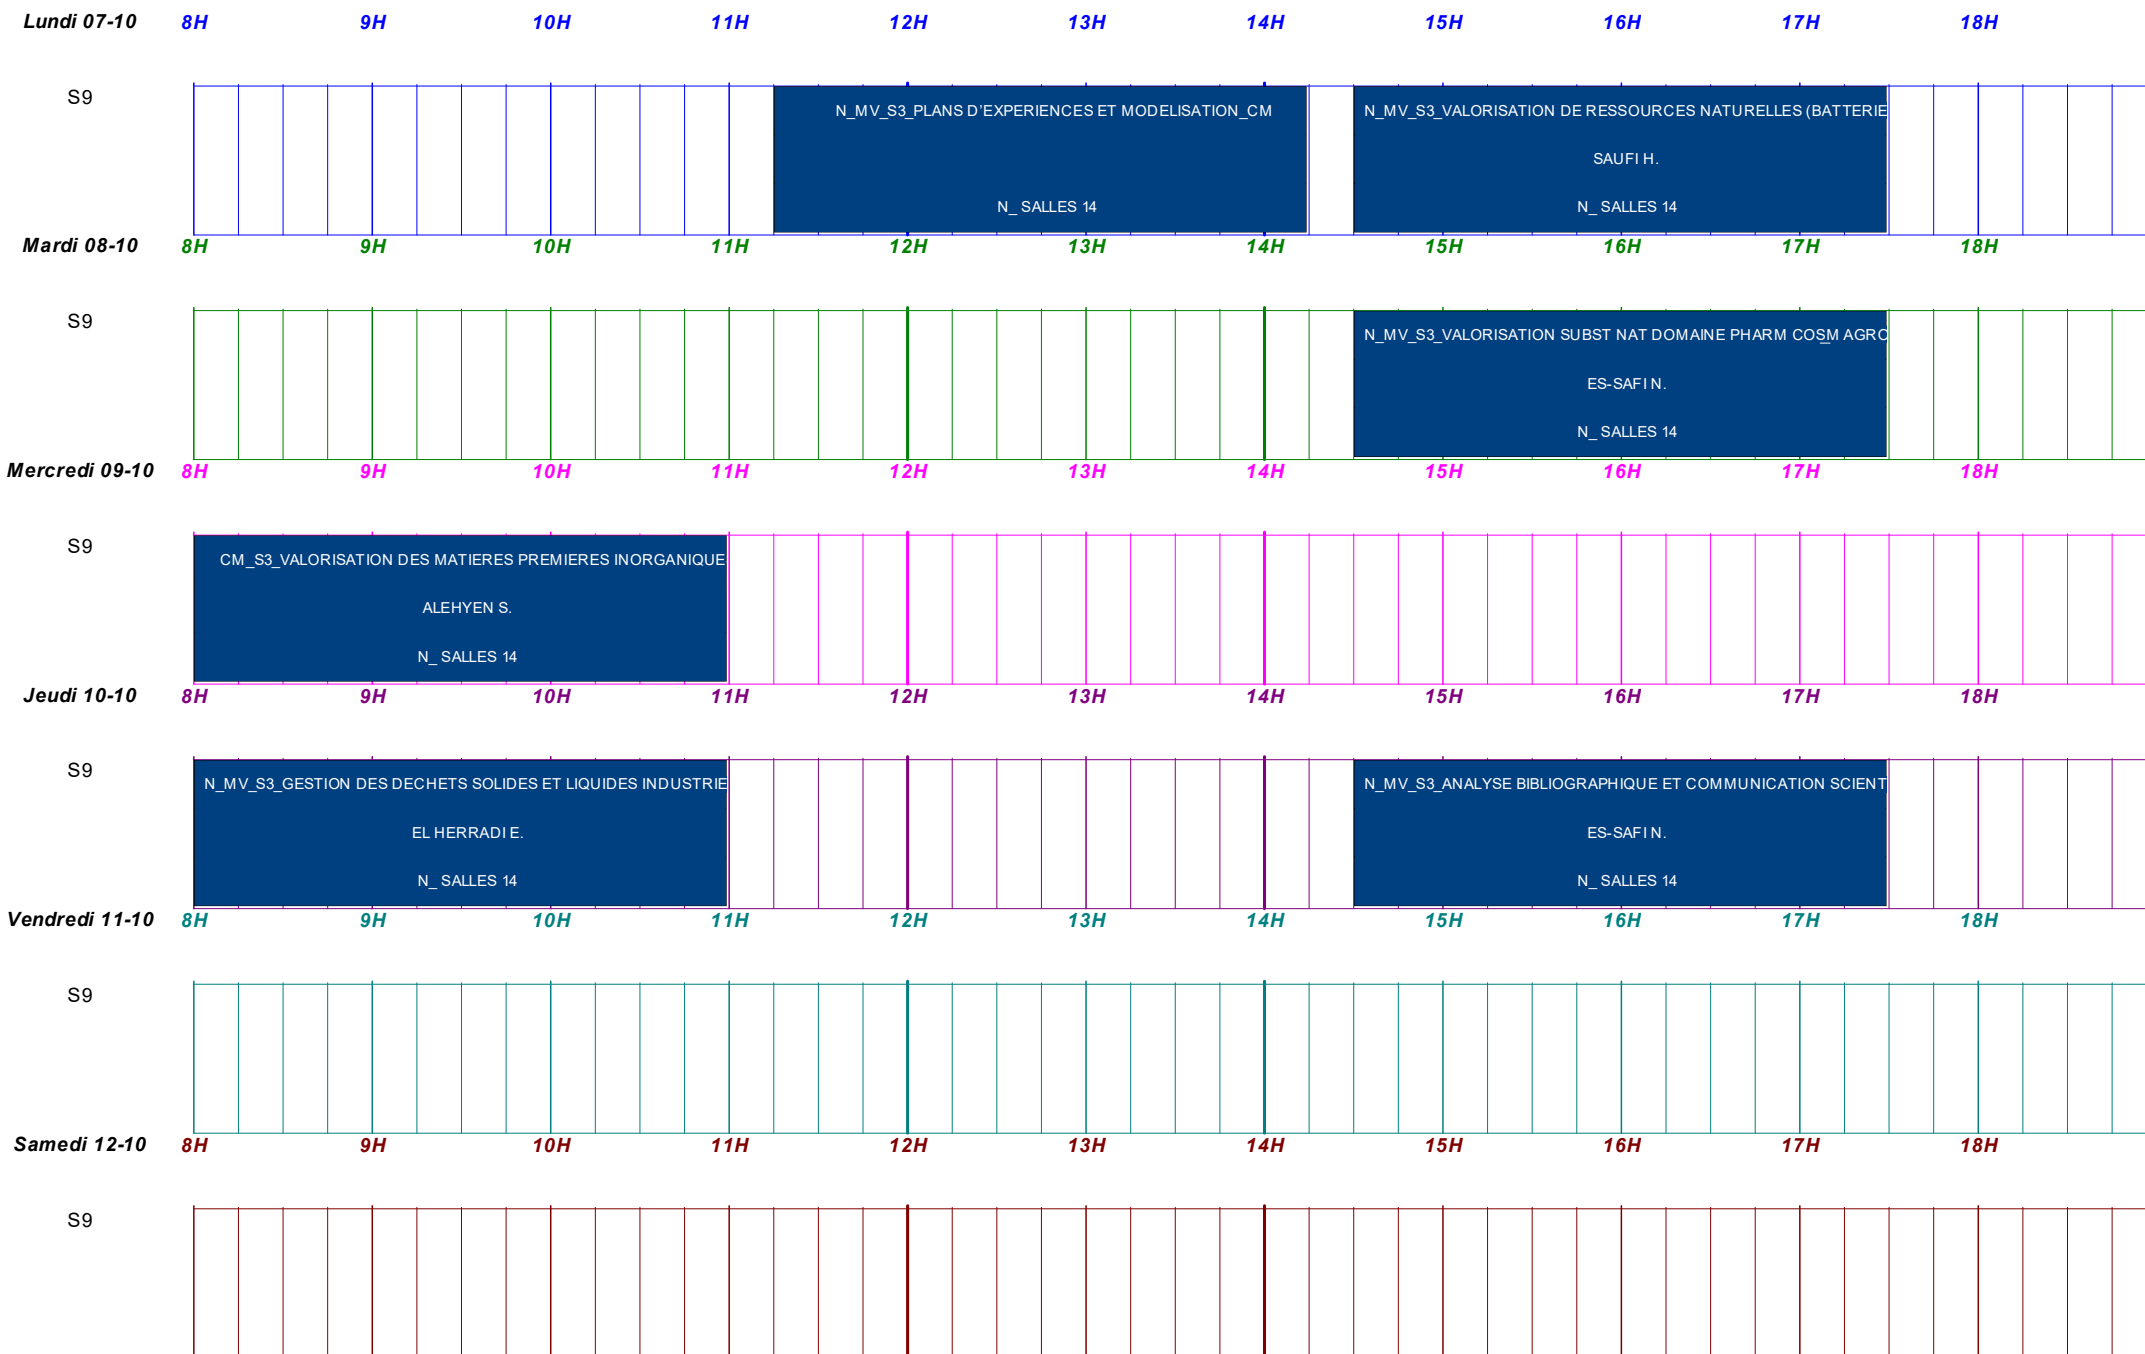 Lundi 07-10 8H 9H 10H 11H 12H 13H 14H 15H 16H 17H 18H
S9
N_MV_S3_PLANS D'EXPERIENCES ET MODELISATION_CM
N_ SALLES 14
N_MV_S3_VALORISATION DE RESSOURCES NATURELLES (BATTERIE
SAUFI H.
N_ SALLES 14
Mardi 08-10 8H 9H 10H 11H 12H 13H 14H 15H 16H 17H 18H
S9
N_MV_S3_VALORISATION SUBST NAT DOMAINE PHARM COSM AGRO
ES-SAFI N.
N_ SALLES 14
Mercredi 09-10 8H 9H 10H 11H 12H 13H 14H 15H 16H 17H 18H
S9
CM_S3_VALORISATION DES MATIERES PREMIERES INORGANIQUE
ALEHYEN S.
N_ SALLES 14
Jeudi 10-10 8H 9H 10H 11H 12H 13H 14H 15H 16H 17H 18H
S9
N_MV_S3_GESTION DES DECHETS SOLIDES ET LIQUIDES INDUSTRIE
EL HERRADI E.
N_ SALLES 14
N_MV_S3_ANALYSE BIBLIOGRAPHIQUE ET COMMUNICATION SCIENT
ES-SAFI N.
N_ SALLES 14
Vendredi 11-10 8H 9H 10H 11H 12H 13H 14H 15H 16H 17H 18H
S9
Samedi 12-10 8H 9H 10H 11H 12H 13H 14H 15H 16H 17H 18H
S9